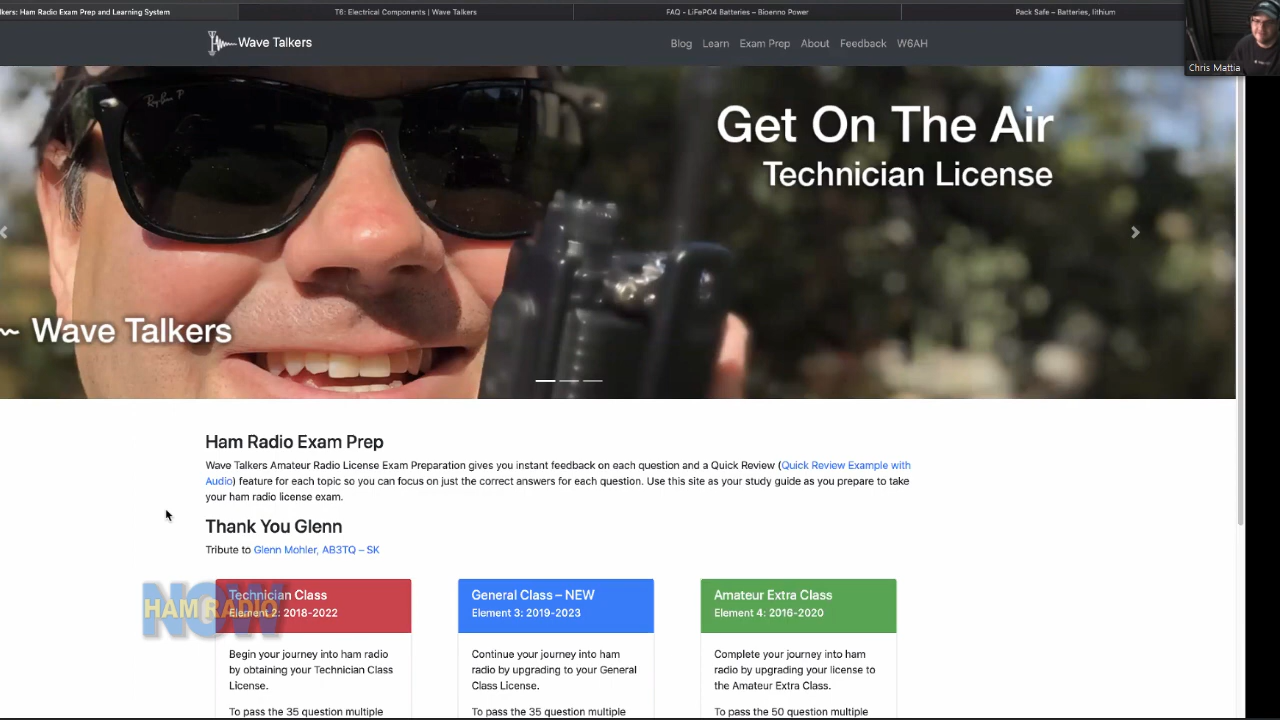 kers: Ham Radio Exam Prep and Learning System
T6: Electrical Components | Wave Talkers
FAQ - LiFePO4 Batteries – Bioenno Power
Pack Safe – Batteries, lithium
Wave Talkers
Blog Learn Exam Prep About Feedback W6AH
Chris Mattia
Ray-Ban P
Get On The Air
Technician License
Wave Talkers
Ham Radio Exam Prep
Wave Talkers Amateur Radio License Exam Preparation gives you instant feedback on each question and a Quick Review (Quick Review Example with
Audio) feature for each topic so you can focus on just the correct answers for each question. Use this site as your study guide as you prepare to take
your ham radio license exam.
Thank You Glenn
Tribute to Glenn Mohler, AB3TQ – SK
Technician Class
Element 2: 2018-2022
Begin your journey into ham radio
by obtaining your Technician Class
License.
To pass the 35 question multiple
General Class – NEW
Element 3: 2019-2023
Continue your journey into ham
radio by upgrading to your General
Class License.
To pass the 35 question multiple
Amateur Extra Class
Element 4: 2016-2020
Complete your journey into ham
radio by upgrading your license to
the Amateur Extra Class.
To pass the 50 question multiple
HAM RADIO
NOW